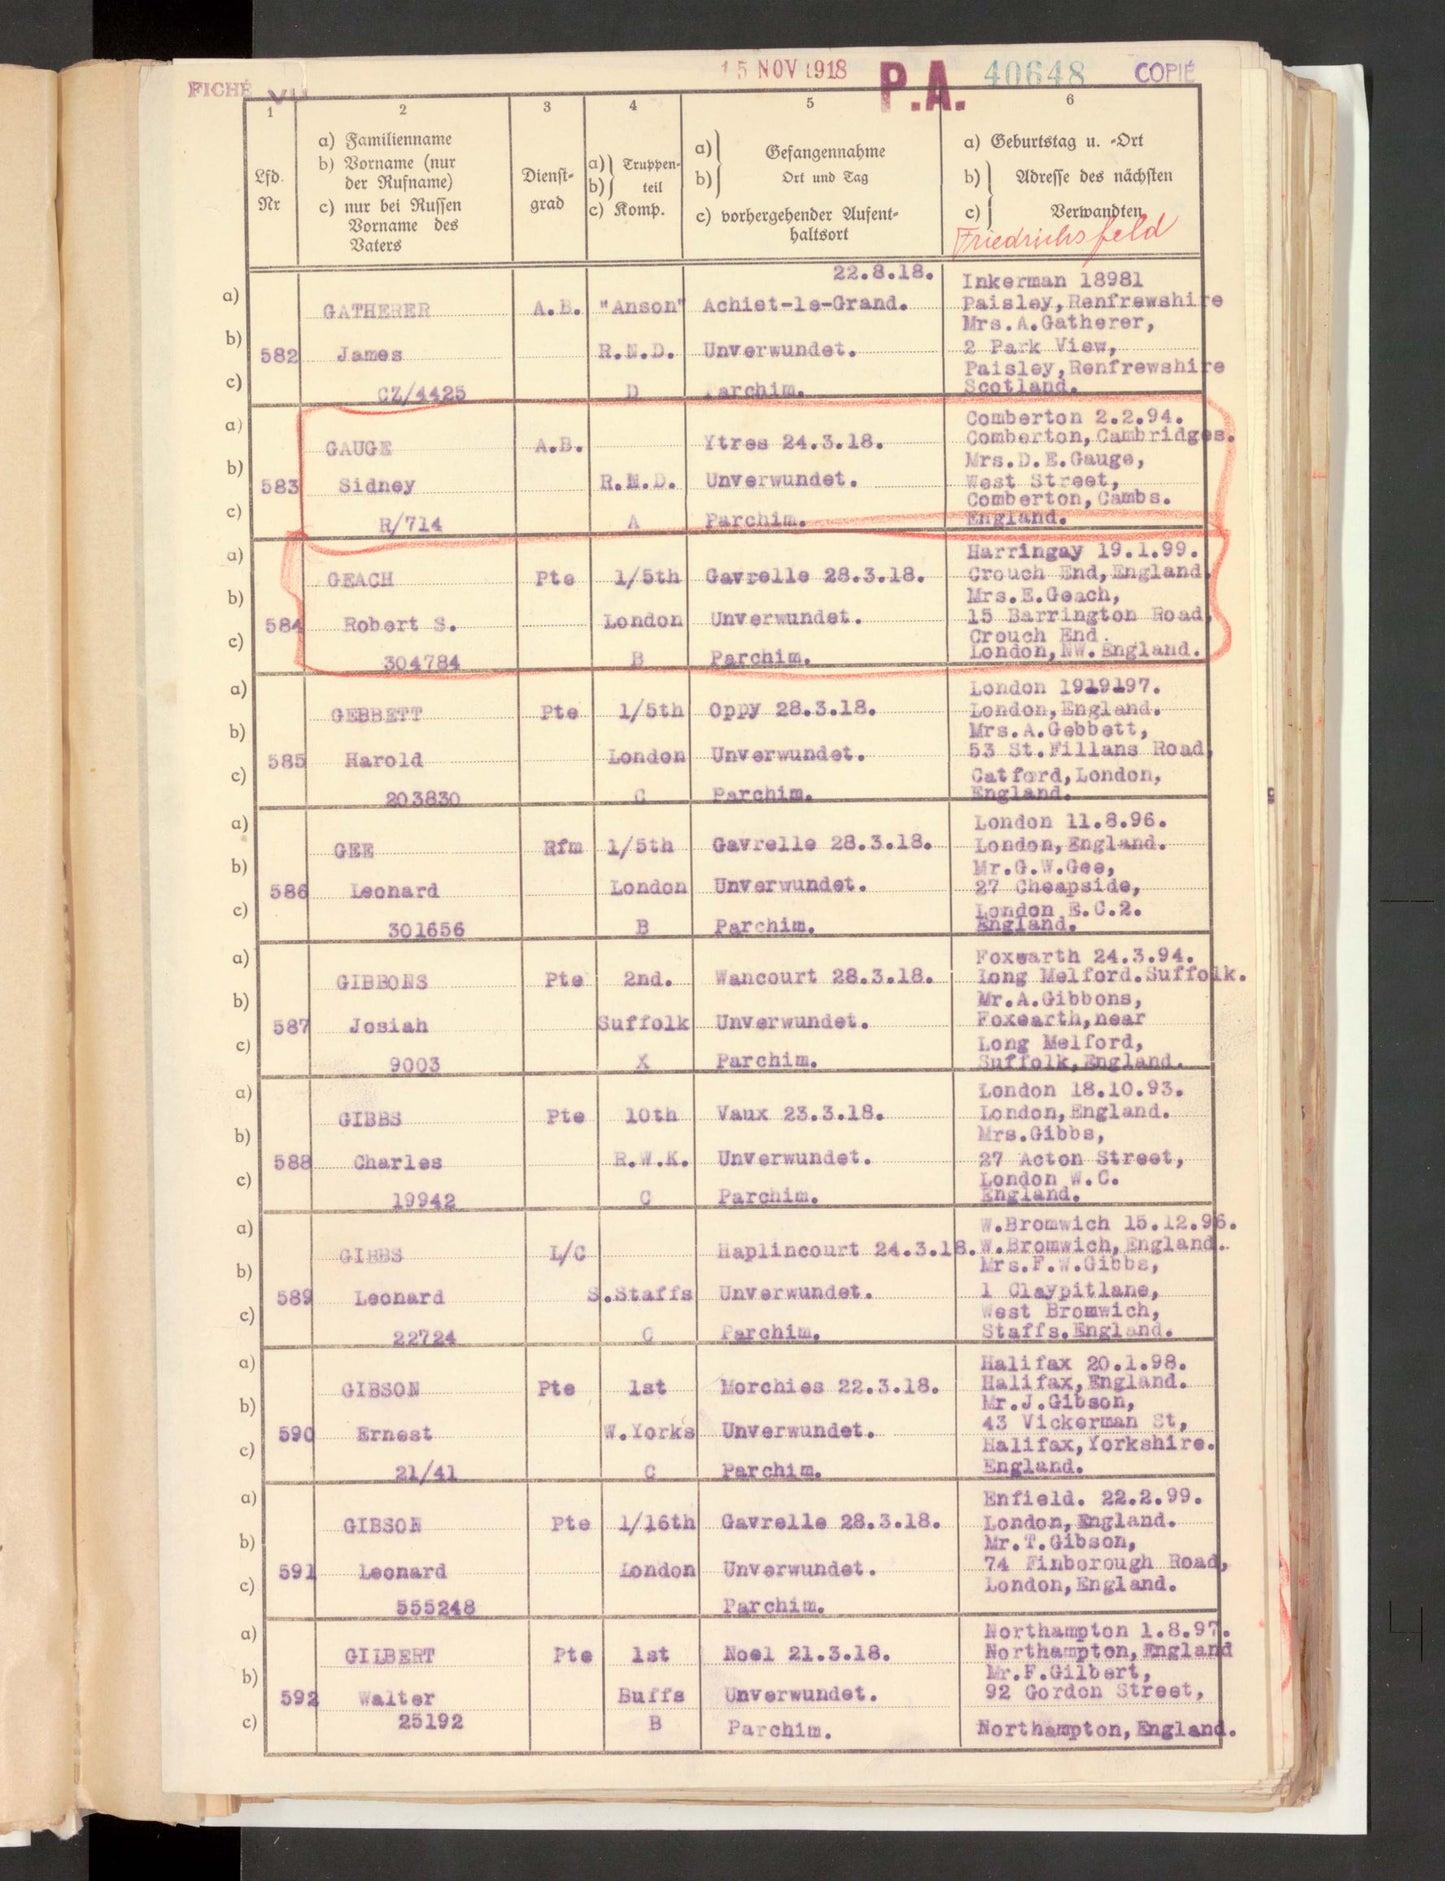 FICHÉ VU
15 NOV 1918 P.A. 40648 COPIÉ
1 2 3 4 5 6
Lfd. Nr
a) Familienname
b) Vorname (nur
der Rufname)
c) nur bei Russen
Vorname des
Vaters
Dienst-
grad
a) b) Truppen-
teil
c) Komp.
a) b) Gefangennahme
Ort und Tag
c) vorhergehender Aufent-
haltsort
a) Geburtstag u. -Ort
b) c) Adresse des nächsten
Verwandten
Friedrichsfeld
a) b) c)
582
GATHERER
James
CZ/4425
A.B.
"Anson"
R.N.D.
D
22.8.18.
Achiet-le-Grand.
Unverwundet.
Parchim.
Inkerman 18981
Paisley,Renfrewshire
Mrs.A.Gatherer,
2 Park View,
Paisley,Renfrewshire
Scotland.
a) b) c)
583
GAUGE
Sidney
R/714
A.B.
R.N.D.
A
Ytres 24.3.18.
Unverwundet.
Parchim.
Comberton 2.2.94.
Comberton,Cambridges.
Mrs.D.E.Gauge,
West Street,
Comberton,Cambs.
England.
a) b) c)
584
GEACH
Robert S.
304784
Pte
1/5th
London
B
Gavrelle 28.3.18.
Unverwundet.
Parchim.
Harringay 19.1.99.
Crouch End,England,
Mrs.E.Geach,
15 Barrington Road,
Crouch End.
London,NW.England.
a) b) c)
585
GEBBETT
Harold
203830
Pte
1/5th
London
C
Oppy 28.3.18.
Unverwundet.
Parchim.
London 1919197.
London,England.
Mrs.A.Gebbett,
53 St.Fillans Road,
Catford,London,
England.
a) b) c)
586
GEE
Leonard
301656
Rfm
1/5th
London
B
Gavrelle 28.3.18.
Unverwundet.
Parchim.
London 11.8.96.
London,England.
Mr.G.W.Gee,
27 Cheapside,
London E.C.2.
England.
a) b) c)
587
GIBBONS
Josiah
9003
Pte
2nd.
Suffolk
X
Wancourt 28.3.18.
Unverwundet.
Parchim.
Foxearth 24.3.94.
Long Melford.Suffolk.
Mr.A.Gibbons,
Foxearth,near
Long Melford,
Suffolk,England.
a) b) c)
588
GIBBS
Charles
19942
Pte
10th
R.W.K.
C
Vaux 23.3.18.
Unverwundet.
Parchim.
London 18.10.93.
London,England.
Mrs.Gibbs,
27 Acton Street,
London W.C.
England.
a) b) c)
589
GIBBS
Leonard
22724
L/C
S.Staffs
C
Haplincourt 24.3.18.
Unverwundet.
Parchim.
W.Bromwich 15.12.96.
W.Bromwich,England.
Mrs.F.W.Gibbs,
1 Claypitlane,
West Bromwich,
Staffs.England.
a) b) c)
590
GIBSON
Ernest
21/41
Pte
1st
W.Yorks
C
Morchies 22.3.18.
Unverwundet.
Parchim.
Halifax 20.1.98.
Halifax,England.
Mr.J.Gibson,
43 Vickerman St,
Halifax,Yorkshire.
England.
a) b) c)
591
GIBSON
Leonard
555248
Pte
1/16th
London
Gavrelle 28.3.18.
Unverwundet.
Parchim.
Enfield. 22.2.99.
London,England.
Mr.T.Gibson,
74 Finborough Road,
London,England.
a) b) c)
592
GILBERT
Walter
25192
Pte
1st
Buffs
B
Noel 21.3.18.
Unverwundet.
Parchim.
Northampton 1.8.97.
Northampton,England
Mr.F.Gilbert,
92 Gordon Street,
Northampton,England.